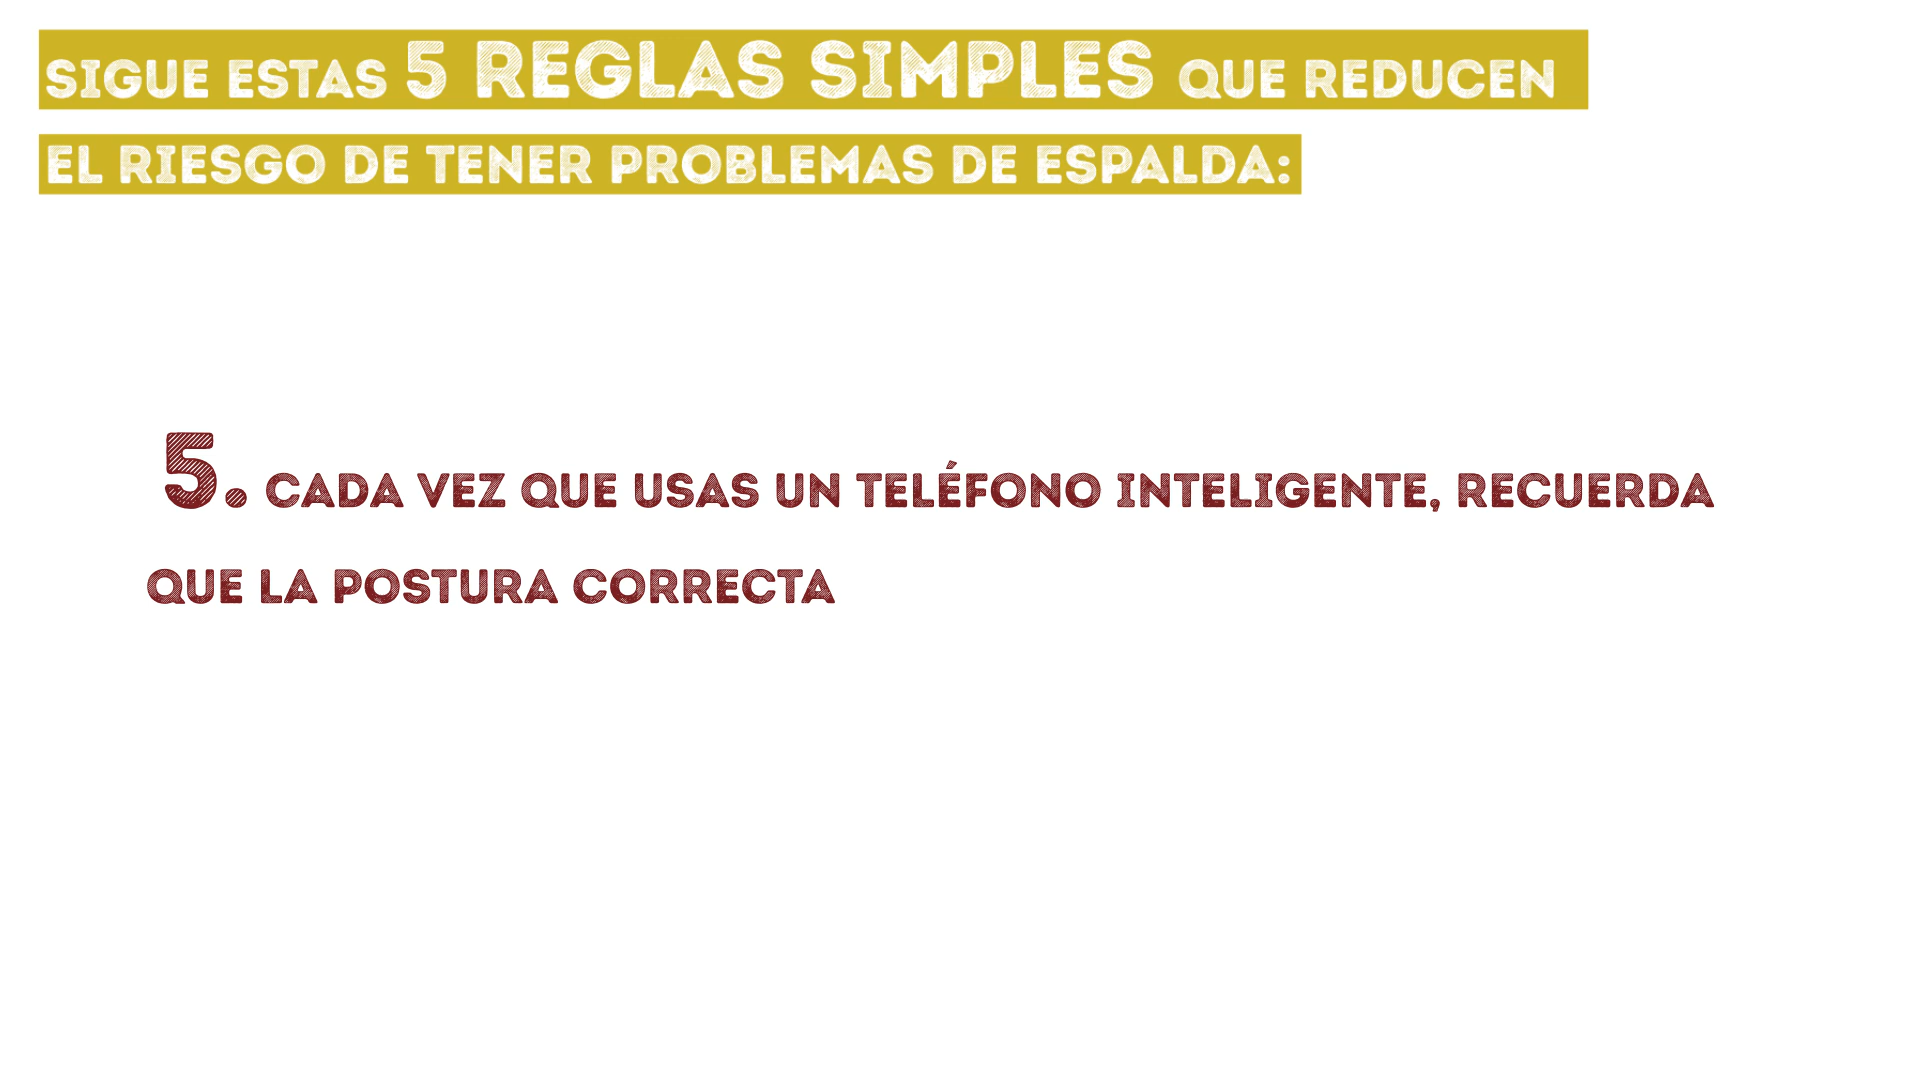 SIGUE ESTAS 5 REGLAS SIMPLES QUE REDUCEN
EL RIESGO DE TENER PROBLEMAS DE ESPALDA:
5. CADA VEZ QUE USAS UN TELÉFONO INTELIGENTE, RECUERDA
QUE LA POSTURA CORRECTA